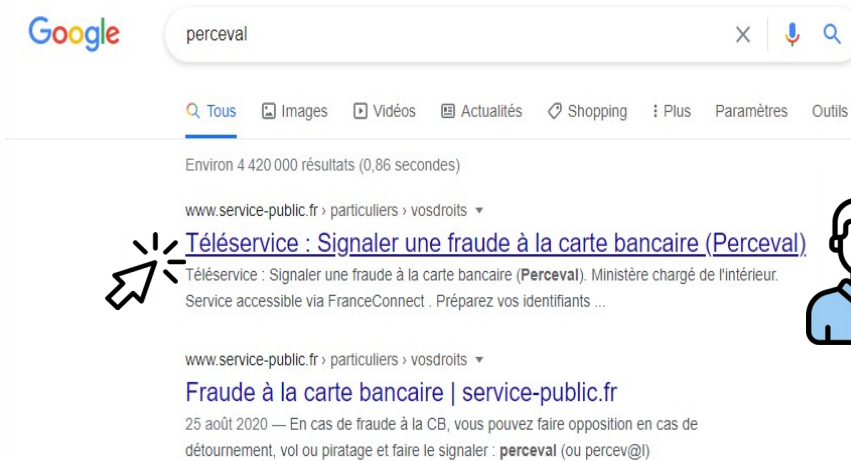 Google
perceval
Tous Images Vidéos Actualités Shopping Plus Paramètres Outils
Environ 4 420 000 résultats (0,86 secondes)
www.service-public.fr › particuliers › vosdroits
Téléservice : Signaler une fraude à la carte bancaire (Perceval)
Téléservice : Signaler une fraude à la carte bancaire (Perceval). Ministère chargé de l'intérieur.
Service accessible via FranceConnect . Préparez vos identifiants ...
www.service-public.fr › particuliers › vosdroits
Fraude à la carte bancaire | service-public.fr
25 août 2020 — En cas de fraude à la CB, vous pouvez faire opposition en cas de
détournement, vol ou piratage et faire le signaler : perceval (ou percev@l)